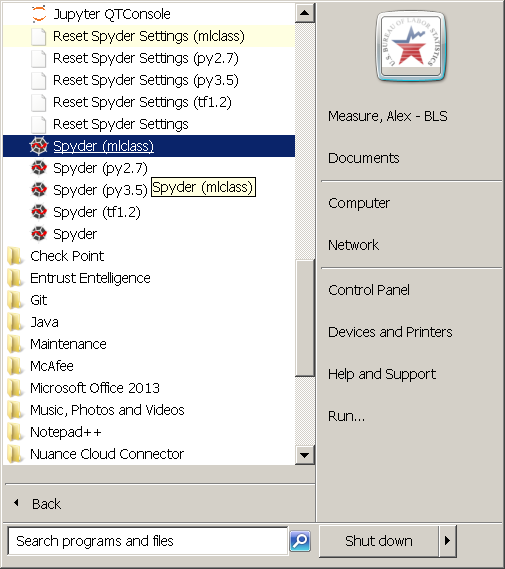 Jupyter QTConsole
Reset Spyder Settings (mlclass)
Reset Spyder Settings (py2.7)
Reset Spyder Settings (py3.5)
Reset Spyder Settings (tf1.2)
Reset Spyder Settings
Spyder (mlclass)
Spyder (py2.7)
Spyder (py3.5)
Spyder (mlclass)
Spyder (tf1.2)
Spyder
Check Point
Entrust Entelligence
Git
Java
Maintenance
McAfee
Microsoft Office 2013
Music, Photos and Videos
Notepad++
Nuance Cloud Connector
Back
Search programs and files
U.S. BUREAU OF LABOR STATISTICS
Measure, Alex - BLS
Documents
Computer
Network
Control Panel
Devices and Printers
Help and Support
Run...
Shut down